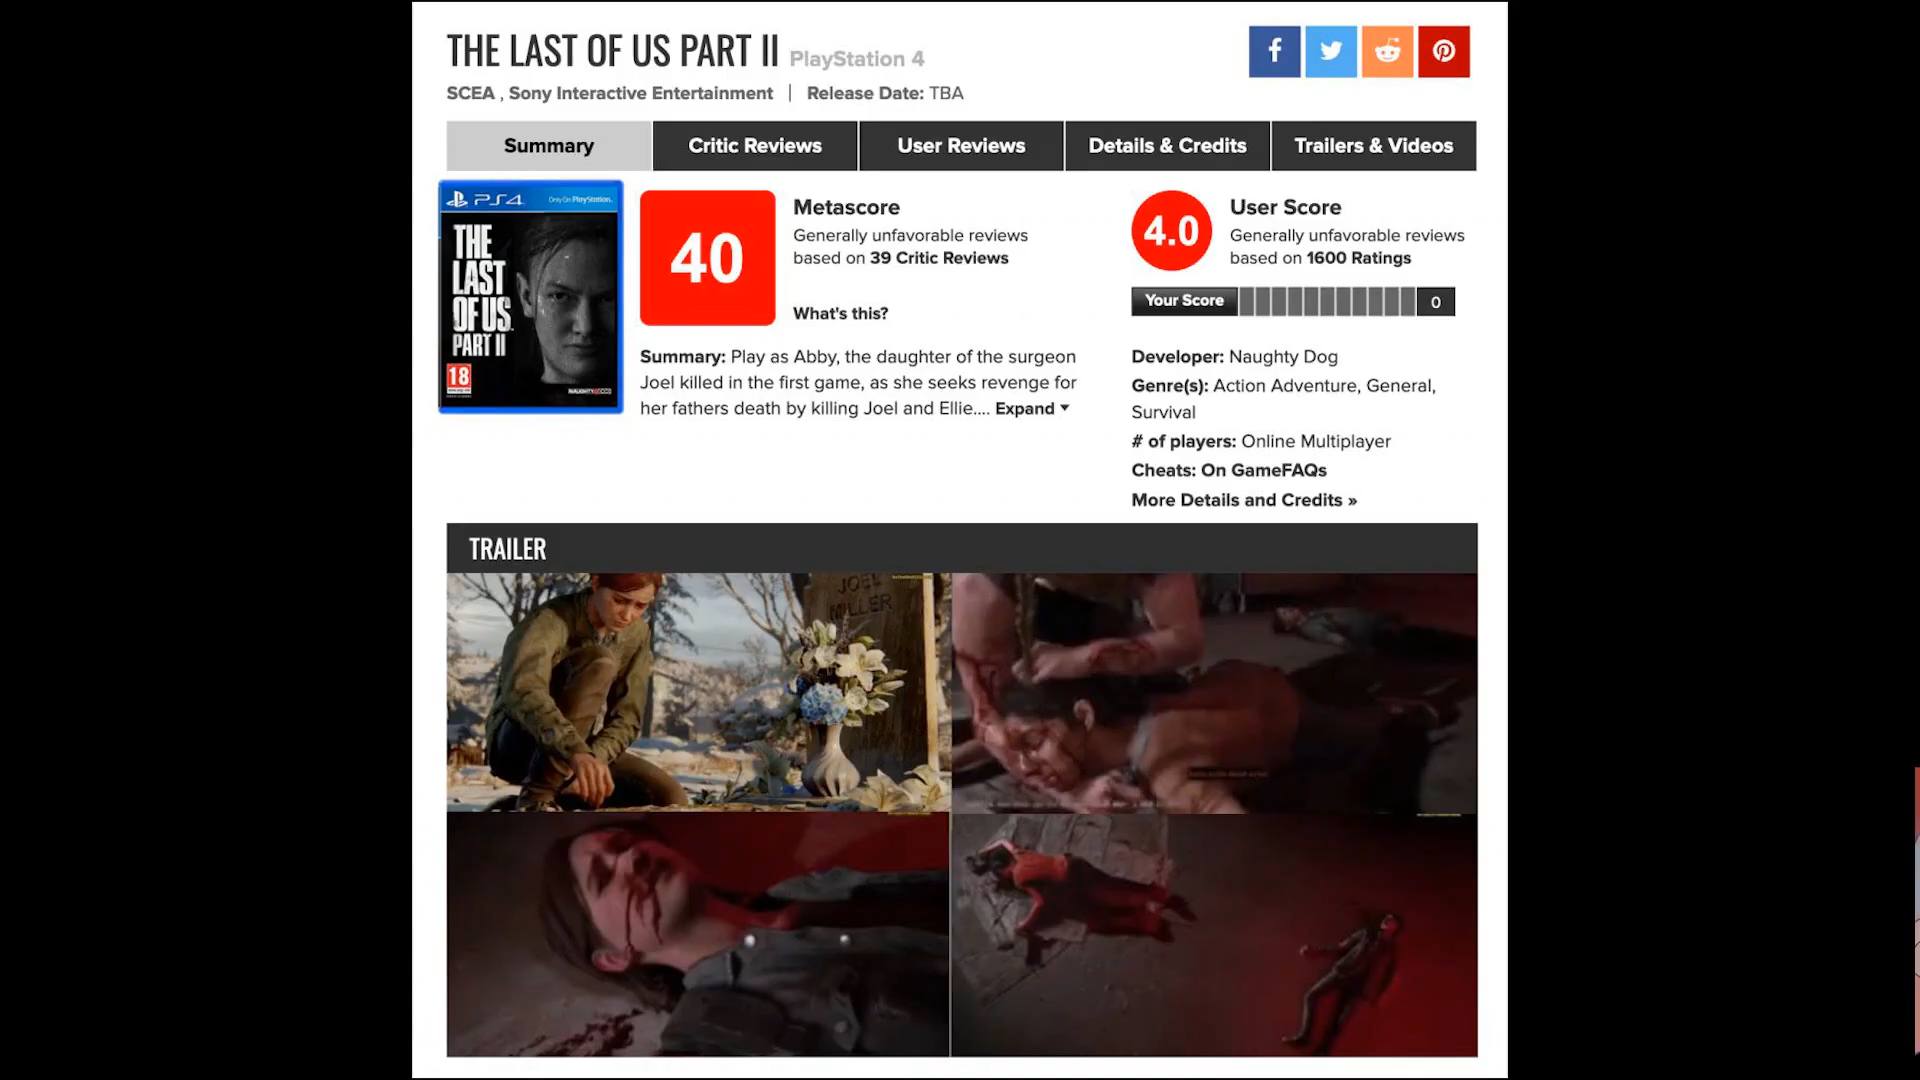 THE LAST OF US PART II PlayStation 4
SCEA , Sony Interactive Entertainment | Release Date: TBA
Summary
Critic Reviews
User Reviews
Details & Credits
Trailers & Videos
PS4
Only On PlayStation.
THE
LAST
OF US
PART II
18
NAUGHTY DOG
40
Metascore
Generally unfavorable reviews
based on 39 Critic Reviews
What's this?
Summary: Play as Abby, the daughter of the surgeon
Joel killed in the first game, as she seeks revenge for
her fathers death by killing Joel and Ellie.... Expand
4.0
User Score
Generally unfavorable reviews
based on 1600 Ratings
Your Score
0
Developer: Naughty Dog
Genre(s): Action Adventure, General,
Survival
# of players: Online Multiplayer
Cheats: On GameFAQs
More Details and Credits »
TRAILER
JOEL
MILLER